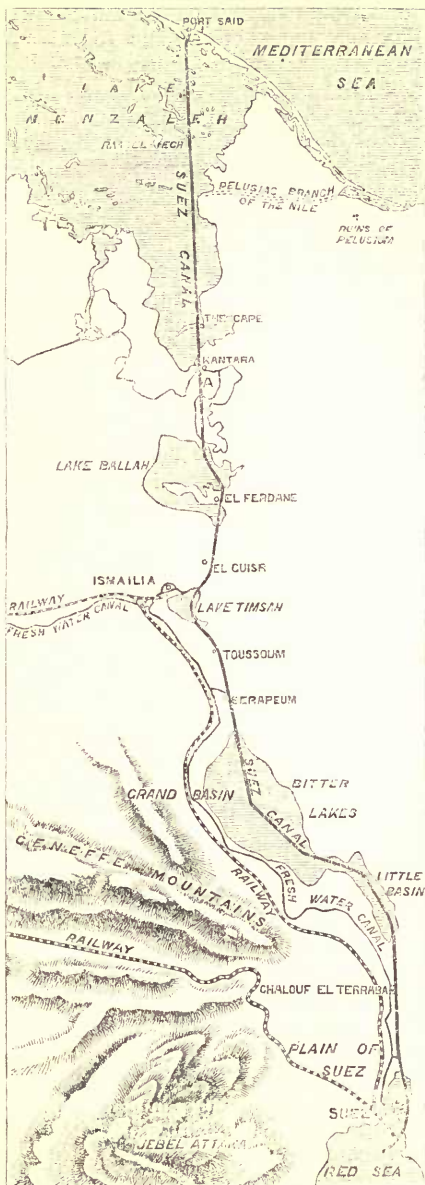 PORT SAID
MEDITERRANEAN
SEA
LAKE
MENZALEH
SUEZ CANAL
PELUSIAC BRANCH
OF THE NILE
RUINS OF
PELUSIUM
THE CAPE
KANTARA
A
LAKE BALLAH
EL FERDANE
EL GUISR
ISMAILIA
RAILWAY
FRESH WATER CANAL
LAKE TIMSAH
TOUSSOUM
SERAPEUM
GRAND BASIN
SUEZ CANAL
BITTER
LAKES
LITTLE
BASIN
GENEFFE MOUNTAINS
RAILWAY
FRESH WATER CANAL
RAILWAY
CHALOUF EL TERRABA
PLAIN OF
SUEZ
SUEZ
JEBEL ATTAKA
RED SEA